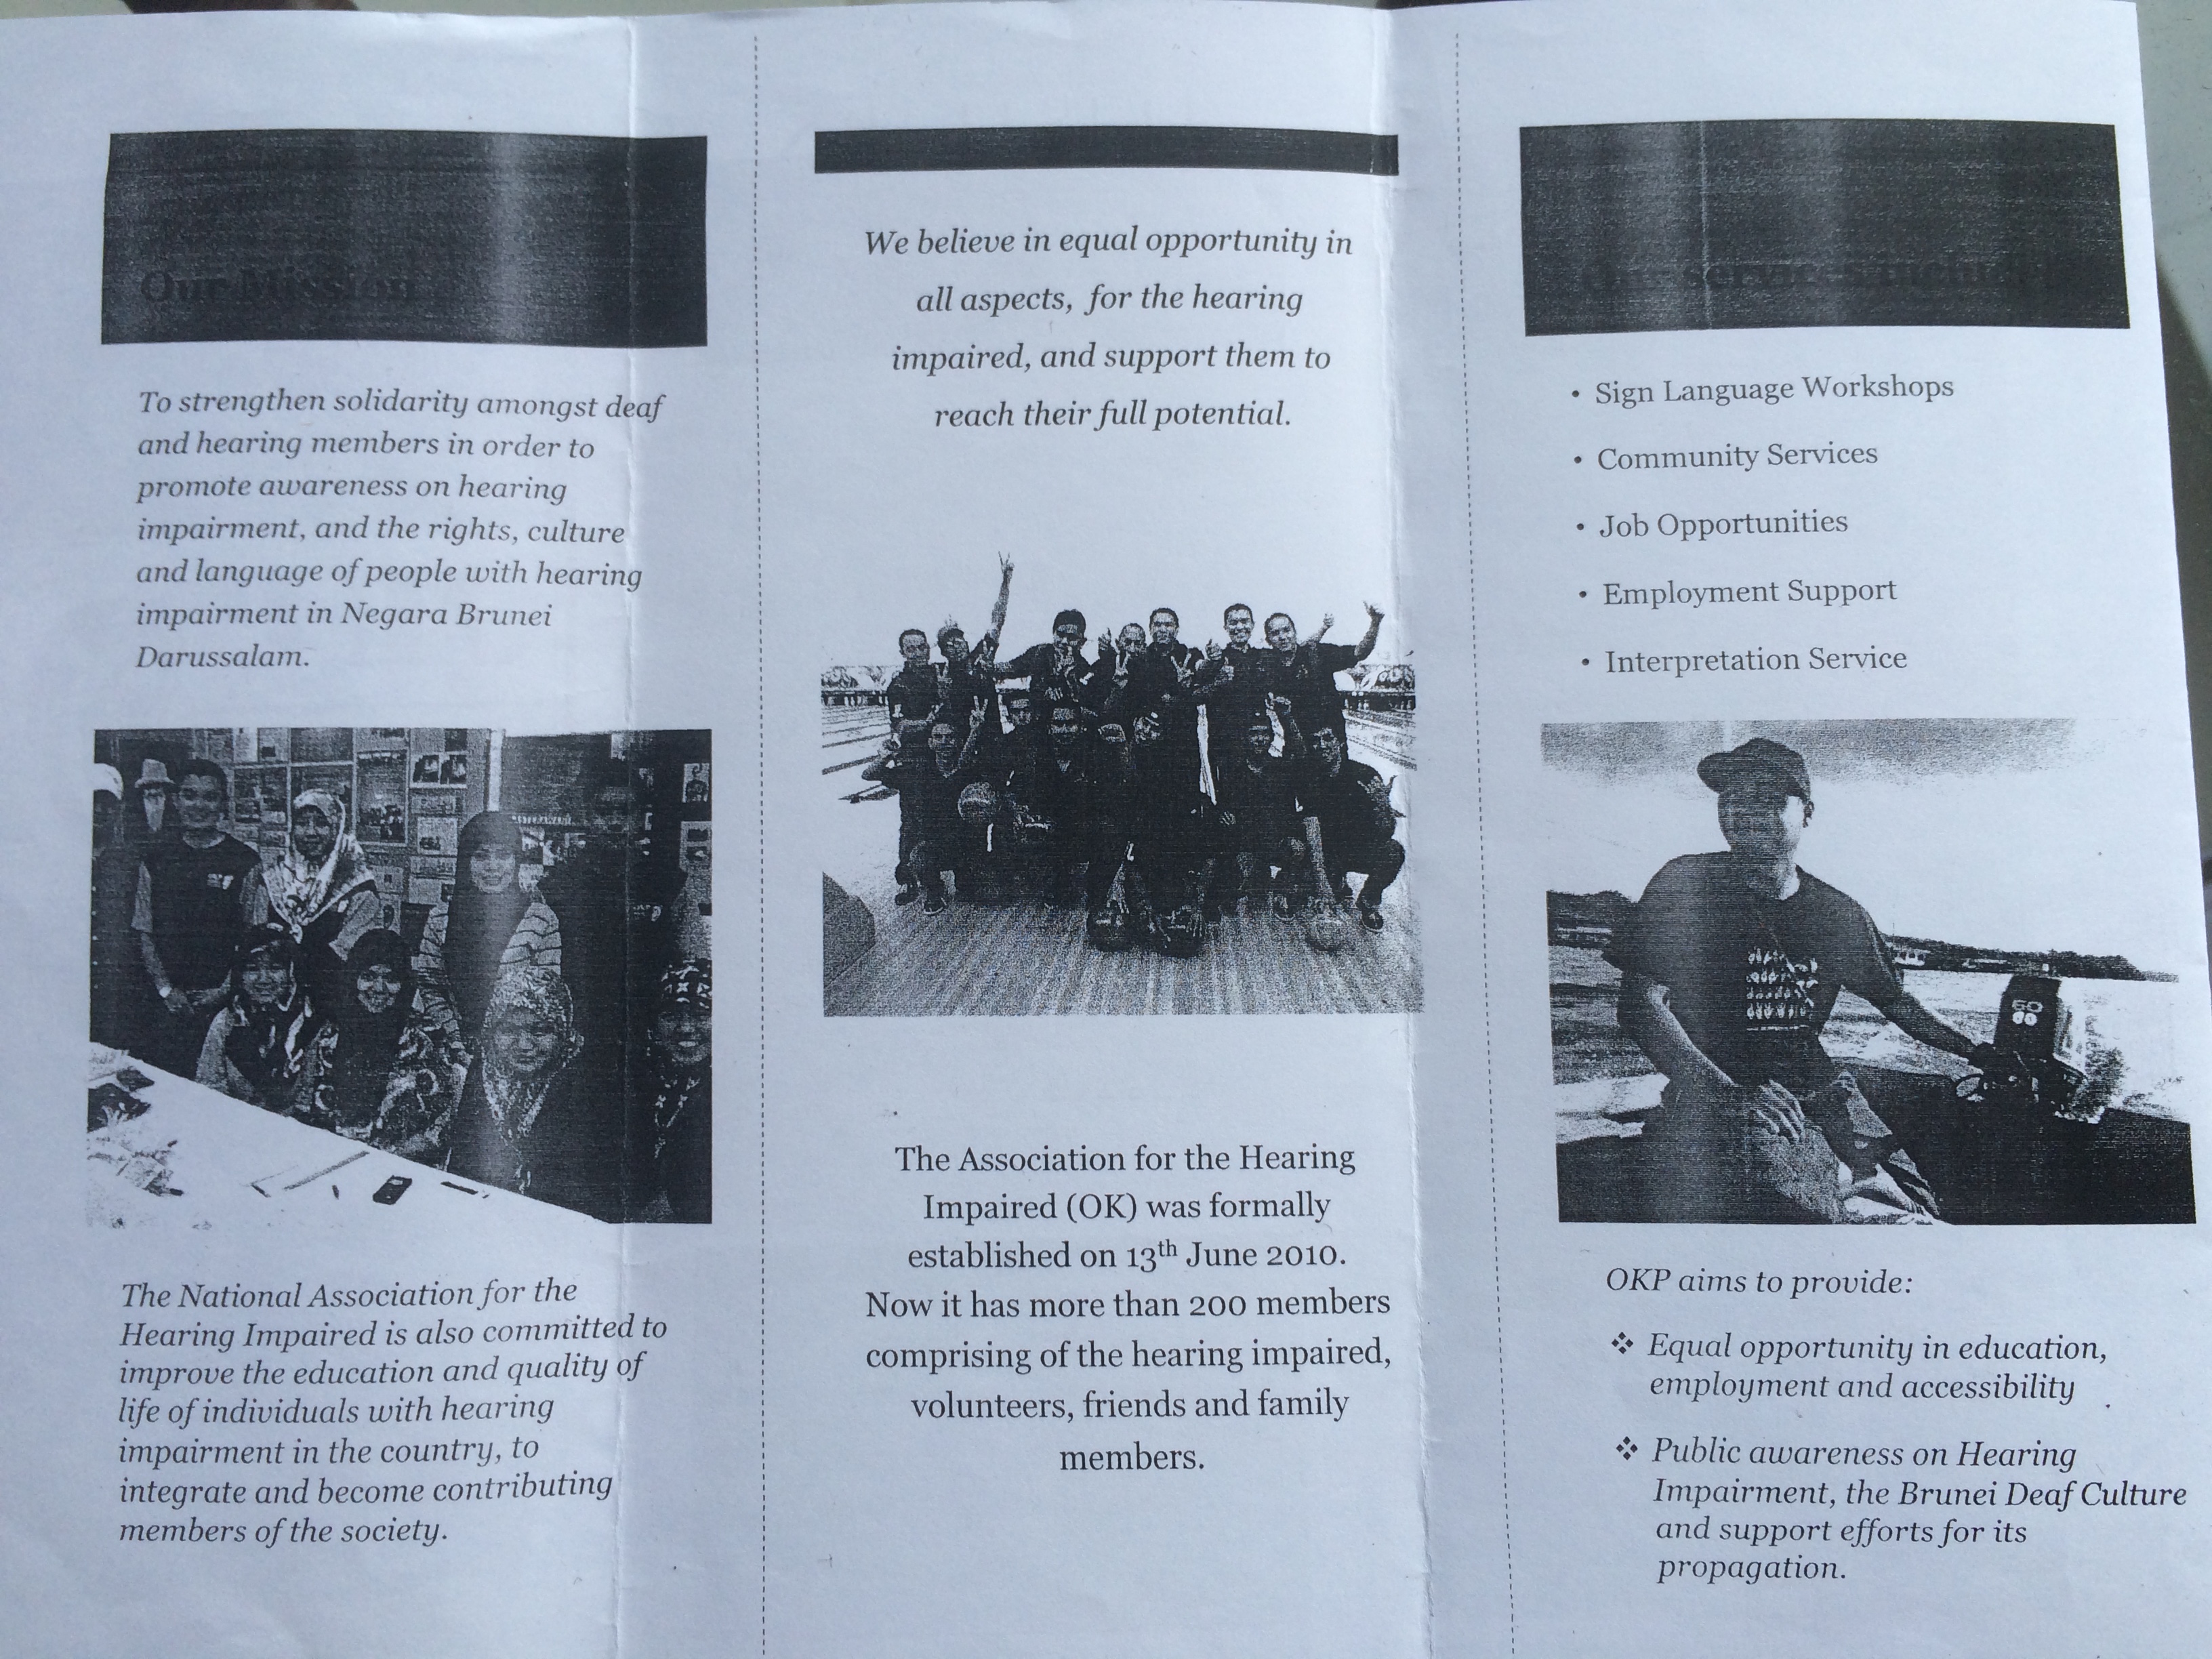 Our Mission
To strengthen solidarity amongst deaf
and hearing members in order to
promote awareness on hearing
impairment, and the rights, culture
and language of people with hearing
impairment in Negara Brunei
Darussalam.
The National Association for the
Hearing Impaired is also committed to
improve the education and quality of
life of individuals with hearing
impairment in the country, to
integrate and become contributing
members of the society.
We believe in equal opportunity in
all aspects, for the hearing
impaired, and support them to
reach their full potential.
The Association for the Hearing
Impaired (OK) was formally
established on 13th June 2010.
Now it has more than 200 members
comprising of the hearing impaired,
volunteers, friends and family
members.
Our services include
• Sign Language Workshops
• Community Services
• Job Opportunities
• Employment Support
• Interpretation Service
60
OKP aims to provide:
❖ Equal opportunity in education,
employment and accessibility
❖ Public awareness on Hearing
Impairment, the Brunei Deaf Culture
and support efforts for its
propagation.